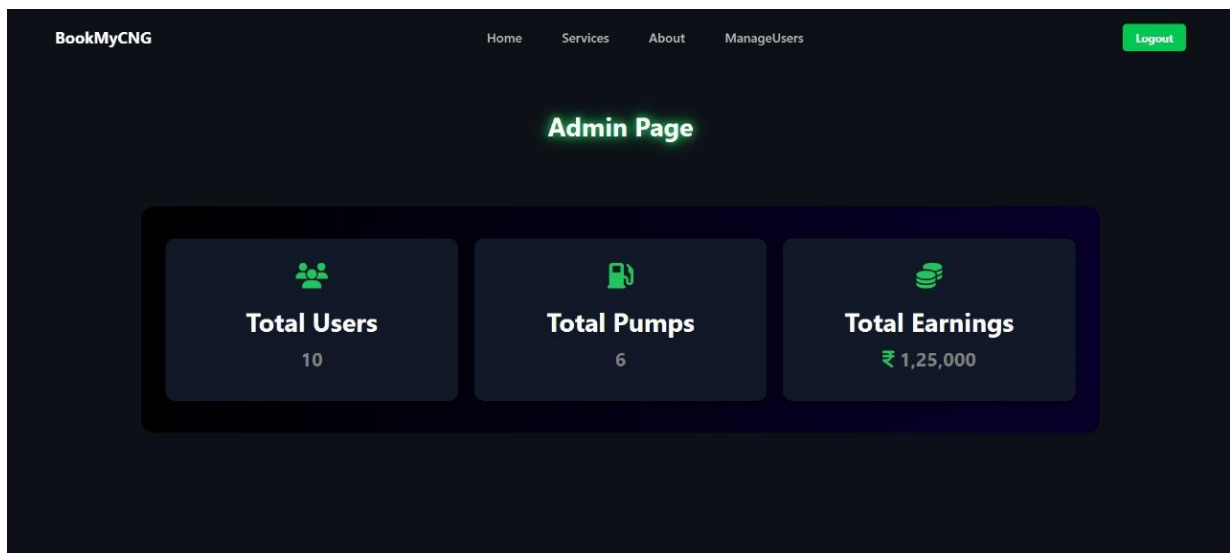 BookMyCNG Home Services About ManageUsers Logout
Admin Page
Total Users Total Pumps Total Earnings
10 6 ₹ 1,25,000